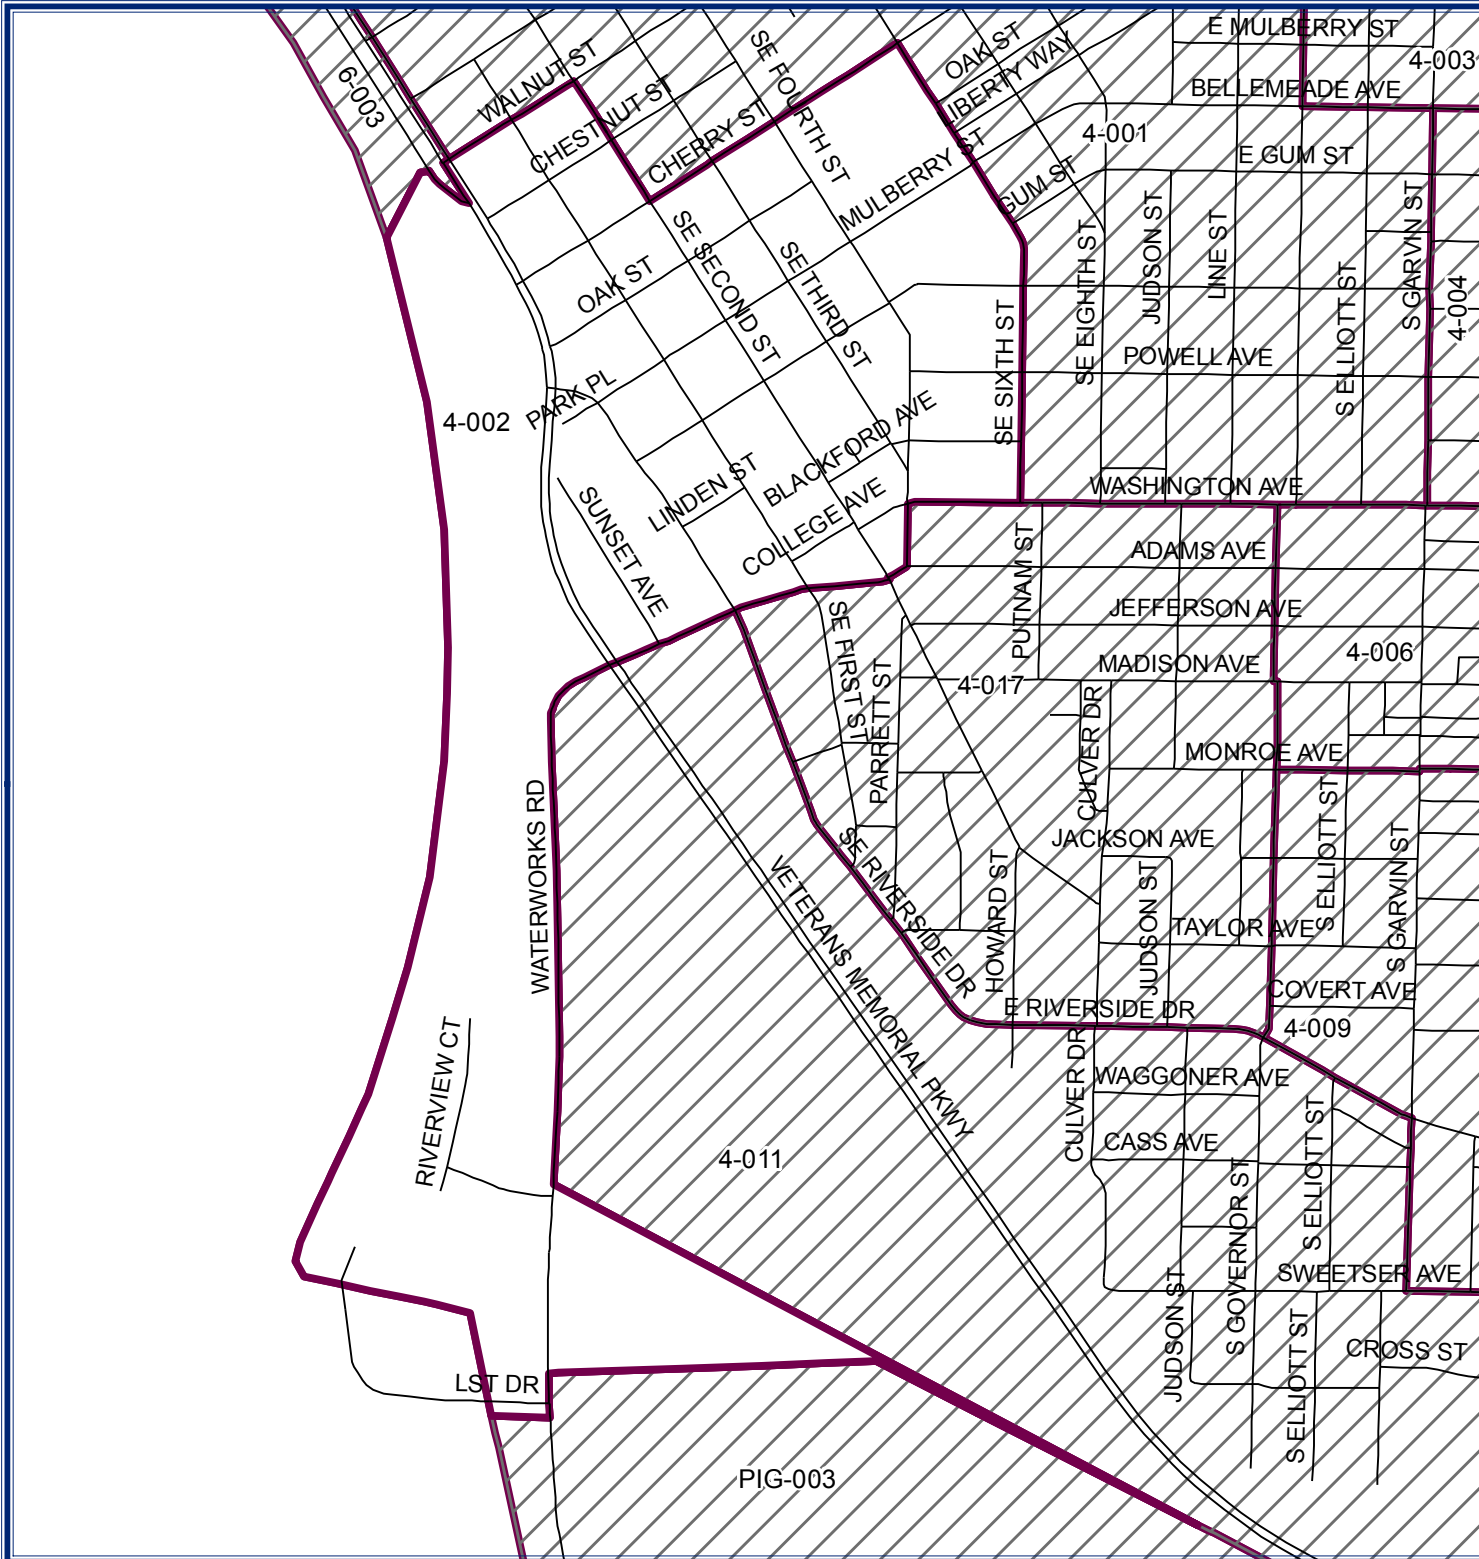 E MULBERRY ST
4-003
OAK ST
SE FOURTH ST
WALNUT ST
6-003
LIBERTY WAY
BELLEMEADE AVE
CHESTNUT ST
CHERRY ST
4-001
E GUM ST
MULBERRY ST
GUM ST
SE SECOND ST
SE THIRD ST
OAK ST
SE EIGHTH ST
JUDSON ST
LINE ST
S ELLIOTT ST
S GARVIN ST
4-004
SE SIXTH ST
POWELL AVE
PARK PL
4-002
BLACKFORD AVE
LINDEN ST
WASHINGTON AVE
COLLEGE AVE
SUNSET AVE
PUTNAM ST
ADAMS AVE
JEFFERSON AVE
SE FIRST ST
PARRETT ST
4-017
MADISON AVE
4-006
CULVER DR
MONROE AVE
WATERWORKS RD
S ELLIOTT ST
JACKSON AVE
SE RIVERSIDE DR
VETERANS MEMORIAL PKWY
HOWARD ST
JUDSON ST
TAYLOR AVE
S GARVIN ST
COVERT AVE
E RIVERSIDE DR
4-009
RIVERVIEW CT
CULVER DR
WAGGONER AVE
CASS AVE
S ELLIOTT ST
4-011
S GOVERNOR ST
SWEETSER AVE
JUDSON ST
S ELLIOTT ST
CROSS ST
LST DR
PIG-003